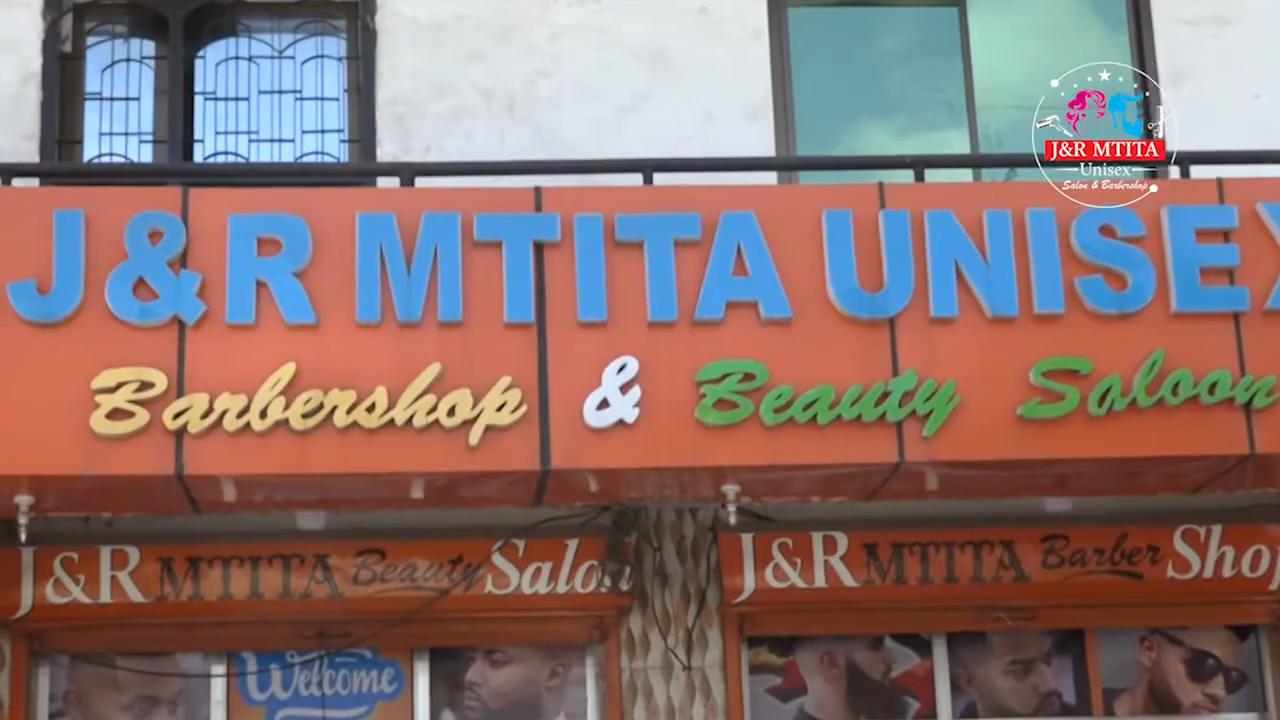 J&R MTITA UNISEX
Barbershop & Beauty Saloon
J&R MTITA Beauty Salon
J&R MTITA Barber Shop
Welcome
J&R MTITA
Unisex
Salon & Barbershop